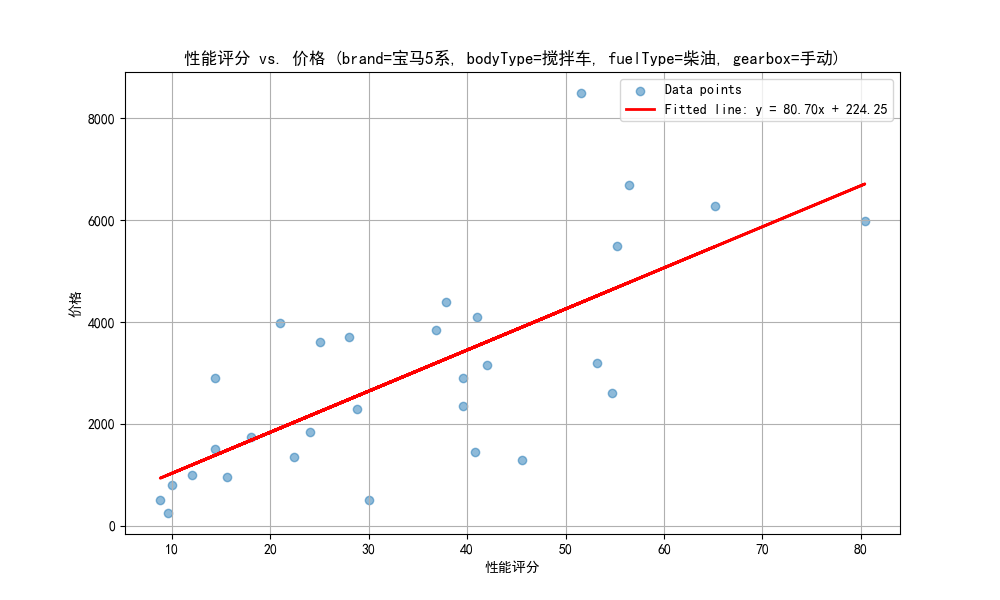 性能评分 vs. 价格 (brand=宝马5系, bodyType=搅拌车, fuelType=柴油, gearbox=手动)
Data points
Fitted line: y = 80.70x + 224.25
8000
6000
4000
2000
0
价格
10 20 30 40 50 60 70 80
性能评分